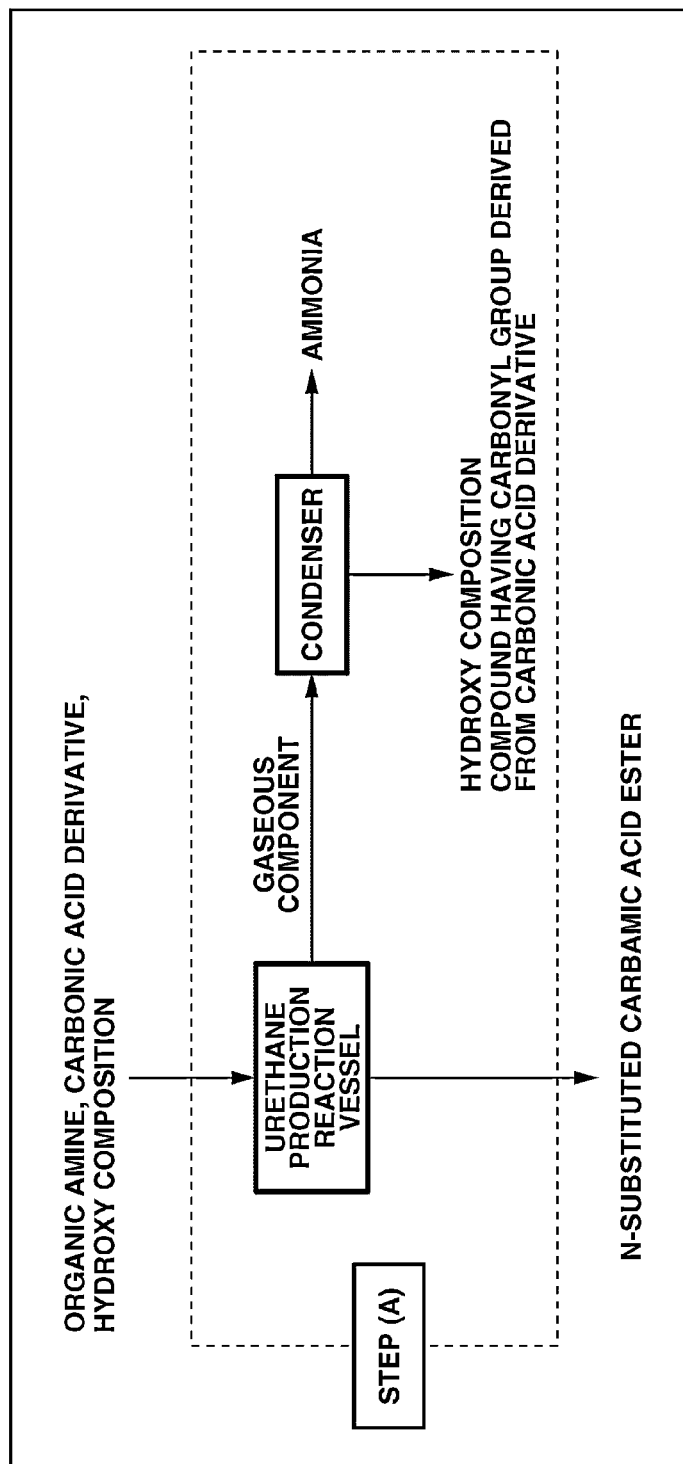 ORGANIC AMINE, CARBONIC ACID DERIVATIVE,
HYDROXY COMPOSITION
STEP (A)
URETHANE
PRODUCTION
REACTION
VESSEL
GASEOUS
COMPONENT
CONDENSER
AMMONIA
HYDROXY COMPOSITION
COMPOUND HAVING CARBONYL GROUP DERIVED
FROM CARBONIC ACID DERIVATIVE
N-SUBSTITUTED CARBAMIC ACID ESTER